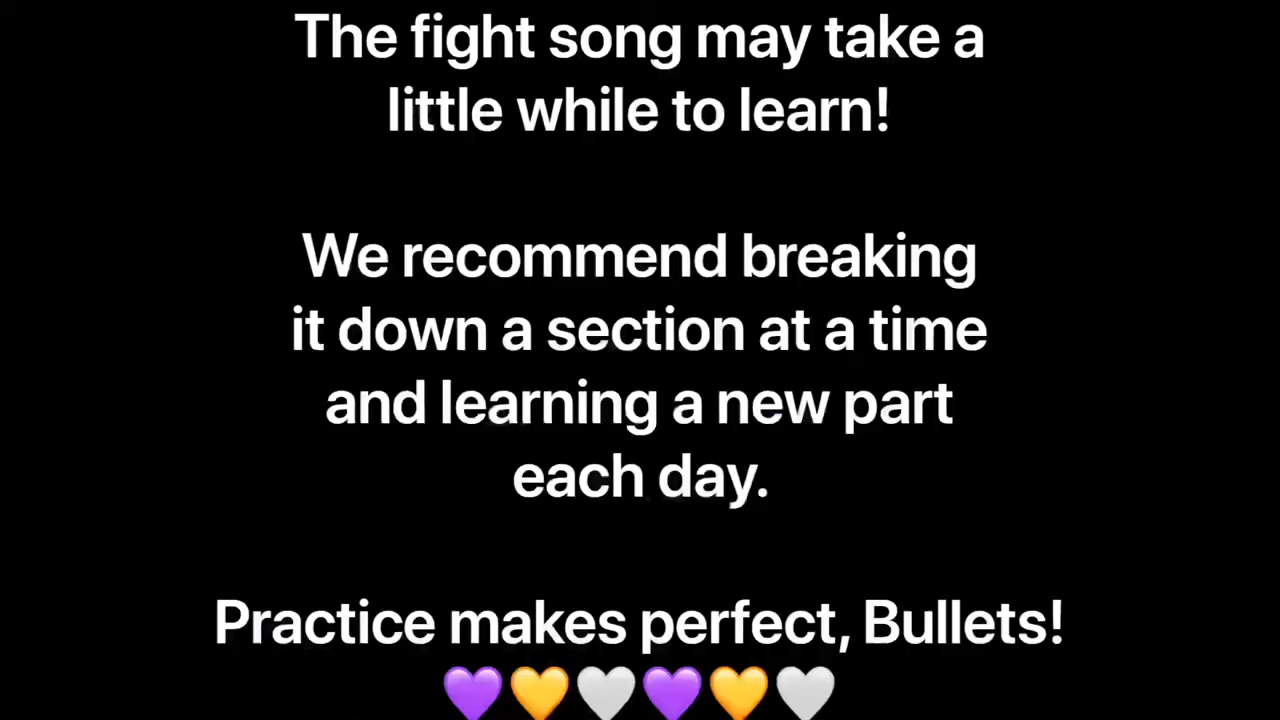 The fight song may take a
little while to learn!
We recommend breaking
it down a section at a time
and learning a new part
each day.
Practice makes perfect, Bullets!
💜💛🤍💜💛🤍